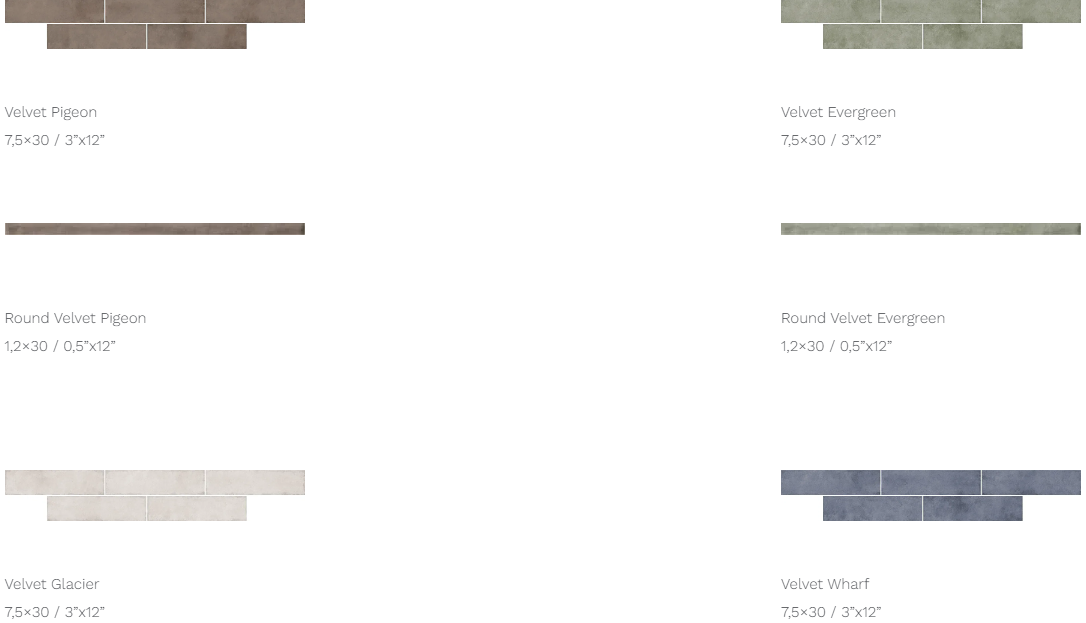 Velvet Pigeon
7,5×30 / 3”x12”
Velvet Evergreen
7,5×30 / 3”x12”
Round Velvet Pigeon
1,2×30 / 0,5”x12”
Round Velvet Evergreen
1,2×30 / 0,5”x12”
Velvet Glacier
7,5×30 / 3”x12”
Velvet Wharf
7,5×30 / 3”x12”